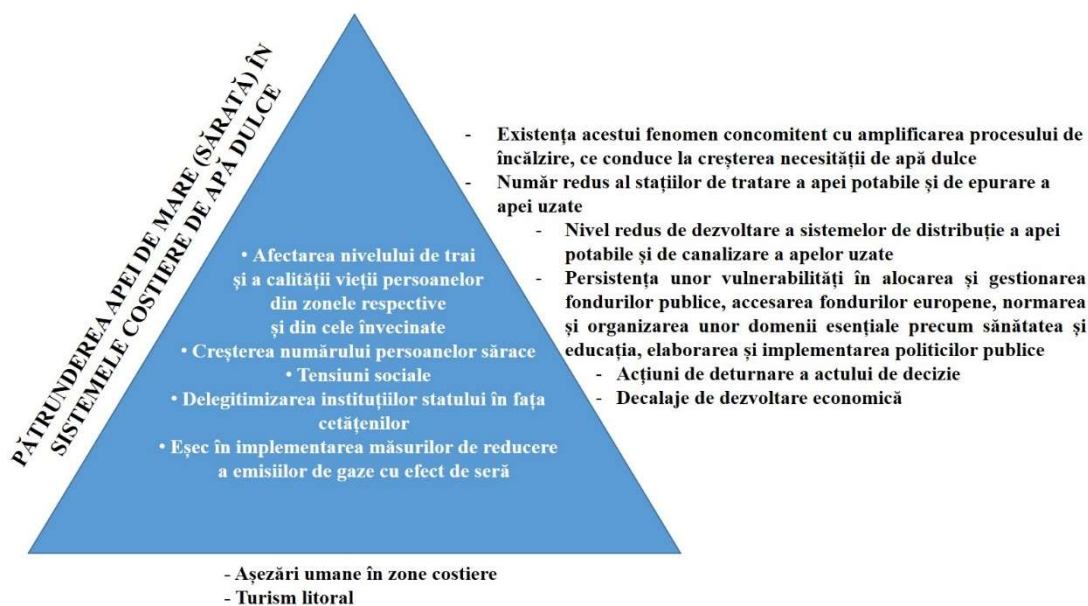 PĂTRUNDEREA APEI DE MARE (SĂRATĂ) ÎN
SISTEMELE COSTIERE DE APĂ DULCE
- Existența acestui fenomen concomitent cu amplificarea procesului de
încălzire, ce conduce la creșterea necesității de apă dulce
- Număr redus al stațiilor de tratare a apei potabile și de epurare a
apei uzate
- Nivel redus de dezvoltare a sistemelor de distribuție a apei
potabile și de canalizare a apelor uzate
- Persistența unor vulnerabilități în alocarea și gestionarea
fondurilor publice, accesarea fondurilor europene, normarea
și organizarea unor domenii esențiale precum sănătatea și
educația, elaborarea și implementarea politicilor publice
- Acțiuni de deturnare a actului de decizie
- Decalaje de dezvoltare economică
• Afectarea nivelului de trai
și a calității vieții persoanelor
din zonele respective
și din cele învecinate
• Creșterea numărului persoanelor sărace
• Tensiuni sociale
• Delegitimizarea instituțiilor statului în fața
cetățenilor
• Eșec în implementarea măsurilor de reducere
a emisiilor de gaze cu efect de seră
- Așezări umane în zone costiere
- Turism litoral